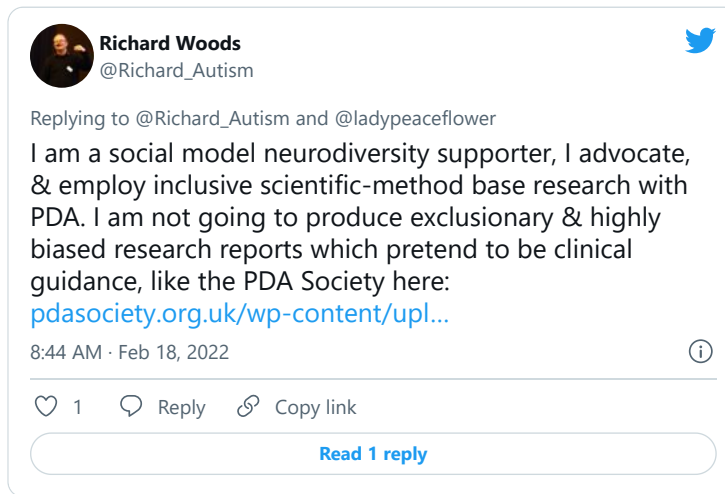 Richard Woods
@Richard_Autism
Replying to @Richard_Autism and @ladypeaceflower
I am a social model neurodiversity supporter, I advocate,
& employ inclusive scientific-method base research with
PDA. I am not going to produce exclusionary & highly
biased research reports which pretend to be clinical
guidance, like the PDA Society here:
pdasociety.org.uk/wp-content/upl...
8:44 AM · Feb 18, 2022
1 Reply Copy link
Read 1 reply